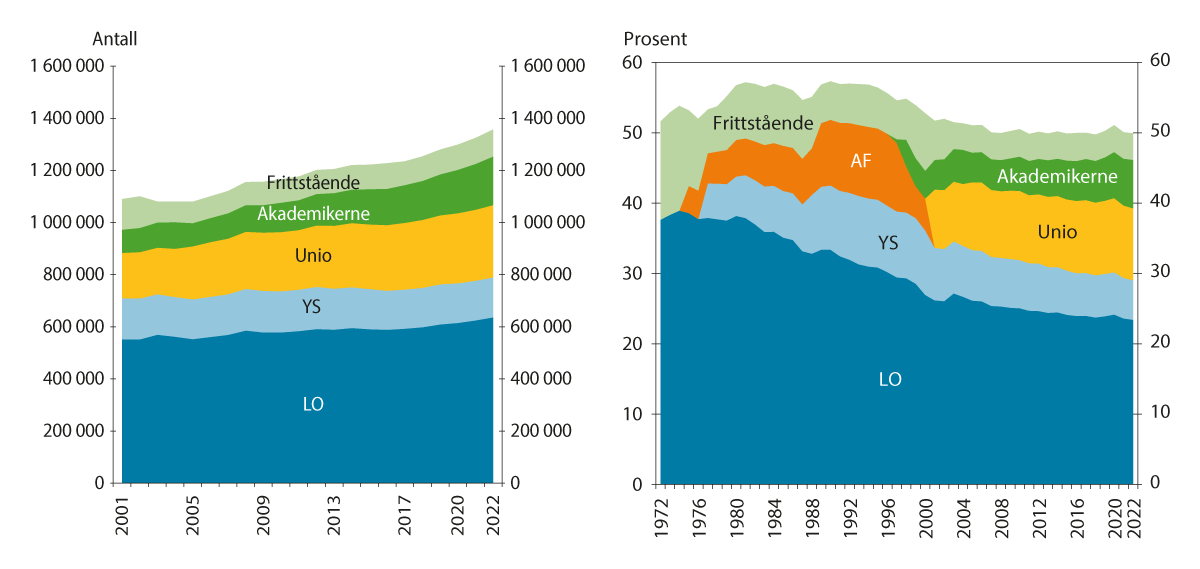 Antall
1 600 000
1 400 000
1 200 000
1 000 000
800 000
600 000
400 000
200 000
0
1 600 000
1 400 000
1 200 000
1 000 000
800 000
600 000
400 000
200 000
0
Frittstående
Akademikerne
Unio
YS
LO
2001
2005
2009
2013
2017
2020
2022
Prosent
60
50
40
30
20
10
0
60
50
40
30
20
10
0
Frittstående
AF
Akademikerne
Unio
YS
LO
1972
1976
1980
1984
1988
1992
1996
2000
2004
2008
2012
2016
2020
2022